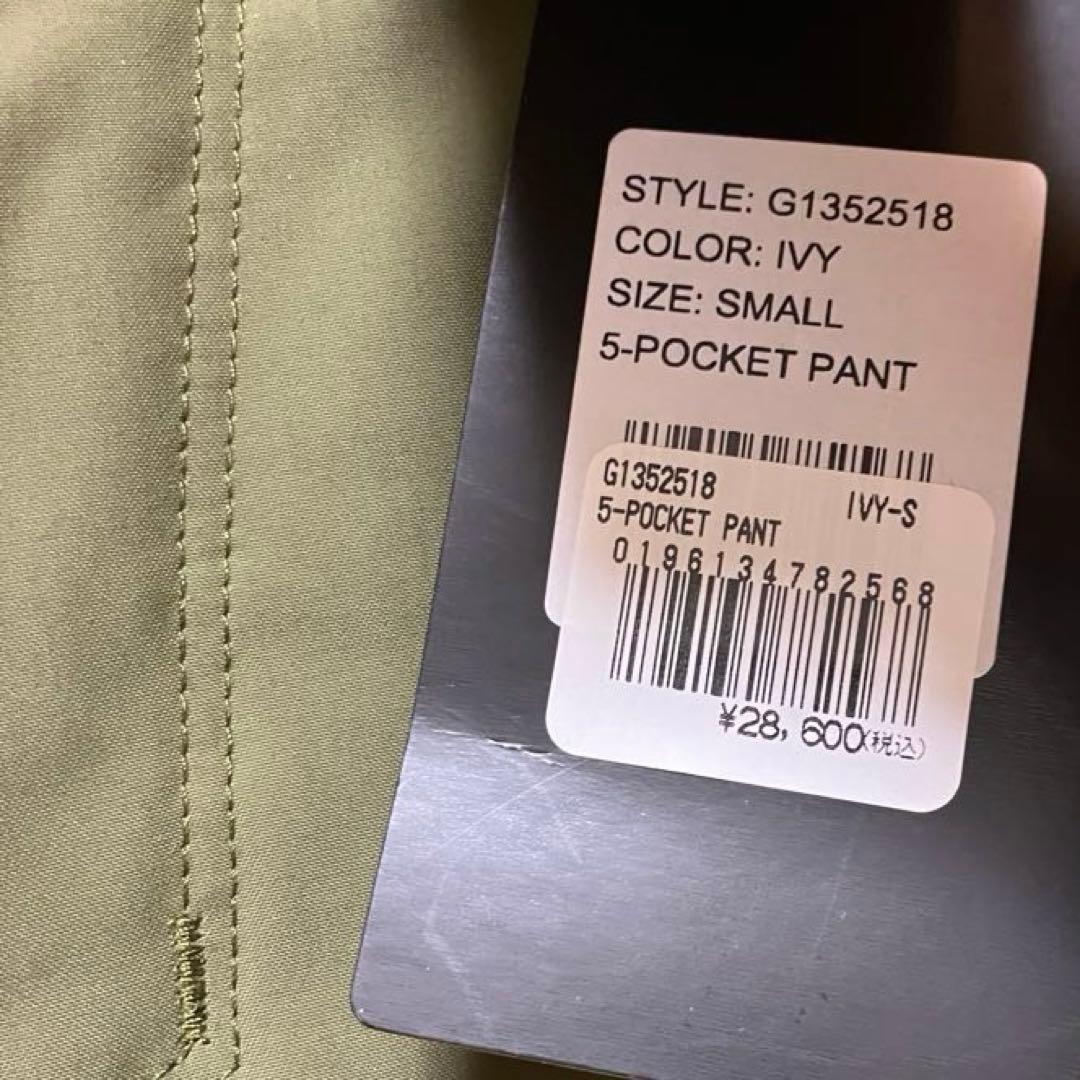 STYLE: G1352518
COLOR: IVY
SIZE: SMALL
5-POCKET PANT
G1352518 IVY-S
5-POCKET PANT
0196134782568
¥28,600(税込)